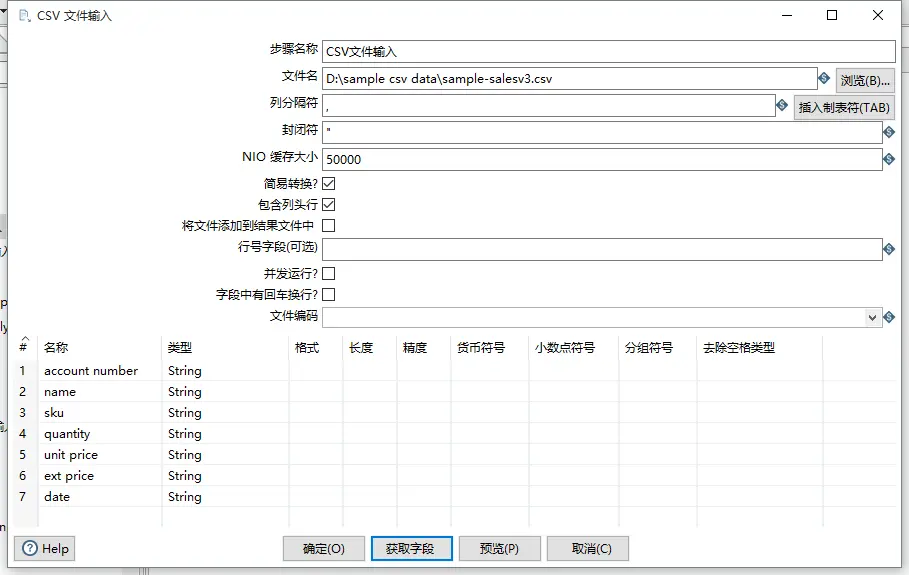 CSV 文件输入
步骤名称 CSV文件输入
文件名 D:\sample csv data\sample-salesv3.csv 浏览(B)...
列分隔符 , 插入制表符(TAB)
封闭符 "
NIO 缓存大小 50000
简易转换?
包含列头行
将文件添加到结果文件中
行号字段(可选)
并发运行?
字段中有回车换行?
文件编码
# 名称 类型 格式 长度 精度 货币符号 小数点符号 分组符号 去除空格类型
1 account number String
2 name String
3 sku String
4 quantity String
5 unit price String
6 ext price String
7 date String
Help 确定(O) 获取字段 预览(P) 取消(C)